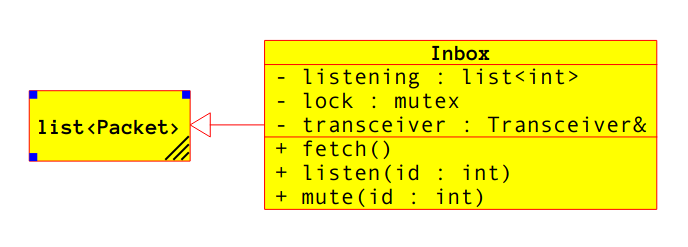 list<Packet>
Inbox
- listening : list<int>
- lock : mutex
- transceiver : Transceiver&
+ fetch()
+ listen(id : int)
+ mute(id : int)